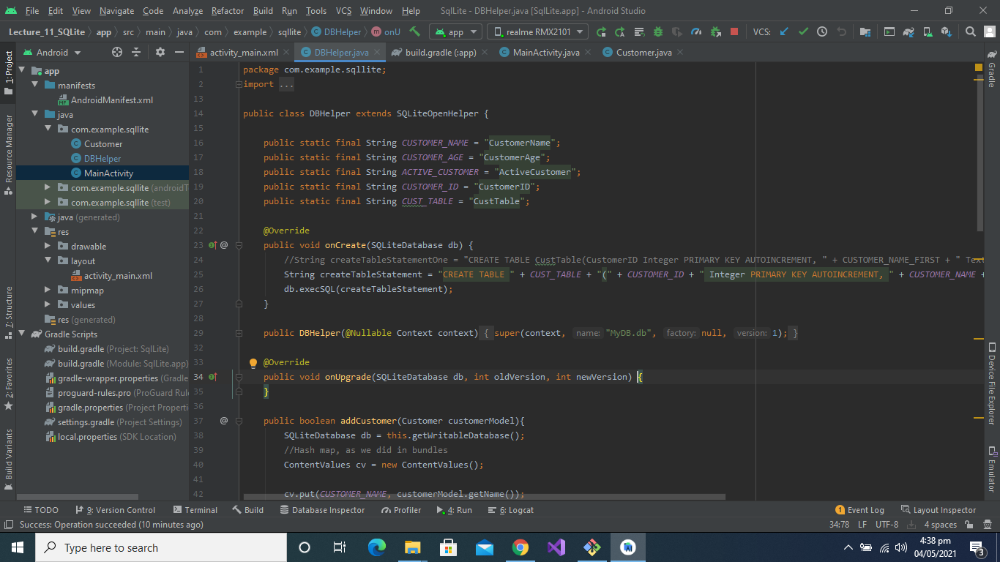 File Edit View Navigate Code Analyze Refactor Build Run Tools VCS Window Help SqlLite - DBHelper.java [SqlLite.app] - Android Studio
Lecture_11_SQLite app src main java com example sqllite DBHelper onU app realme RMX2101 VCS:
Android
activity_main.xml DBHelper.java build.gradle (:app) MainActivity.java Customer.java
1: Project
Resource Manager
7: Structure
2: Favorites
Build Variants
app
manifests
AndroidManifest.xml
java
com.example.sqllite
Customer
DBHelper
MainActivity
com.example.sqllite (androidT
com.example.sqllite (test)
java (generated)
res
drawable
layout
activity_main.xml
mipmap
values
res (generated)
Gradle Scripts
build.gradle (Project: SqlLite)
build.gradle (Module: SqlLite.app)
gradle-wrapper.properties (Gradle
proguard-rules.pro (ProGuard Rul
gradle.properties (Project Properti
settings.gradle (Project Settings)
local.properties (SDK Location)
1 package com.example.sqllite;
2 import ...
13
14 public class DBHelper extends SQLiteOpenHelper {
15
16 public static final String CUSTOMER_NAME = "CustomerName";
17 public static final String CUSTOMER_AGE = "CustomerAge";
18 public static final String ACTIVE_CUSTOMER = "ActiveCustomer";
19 public static final String CUSTOMER_ID = "CustomerID";
20 public static final String CUST_TABLE = "CustTable";
21
22 @Override
23 @ public void onCreate(SQLiteDatabase db) {
24 //String createTableStatementOne = "CREATE TABLE CustTable(CustomerID Integer PRIMARY KEY AUTOINCREMENT, " + CUSTOMER_NAME_FIRST + " Text
25 String createTableStatement = "CREATE TABLE " + CUST_TABLE + "(" + CUSTOMER_ID + " Integer PRIMARY KEY AUTOINCREMENT, " + CUSTOMER_NAME +
26 db.execSQL(createTableStatement);
27 }
28
29 public DBHelper(@Nullable Context context) { super(context, name: "MyDB.db", factory: null, version: 1); }
32
33 @Override
34 public void onUpgrade(SQLiteDatabase db, int oldVersion, int newVersion) {
35 }
36
37 @ public boolean addCustomer(Customer customerModel){
38 SQLiteDatabase db = this.getWritableDatabase();
39 //Hash map, as we did in bundles
40 ContentValues cv = new ContentValues();
41
42 cv.put(CUSTOMER_NAME, customerModel.getName());
Gradle
Device File Explorer
Emulator
TODO 9: Version Control Terminal Build Database Inspector Profiler 4: Run 6: Logcat 1 Event Log Layout Inspector
Success: Operation succeeded (10 minutes ago) 34:78 LF UTF-8 4 spaces
Type here to search
4:38 pm
04/05/2021
3